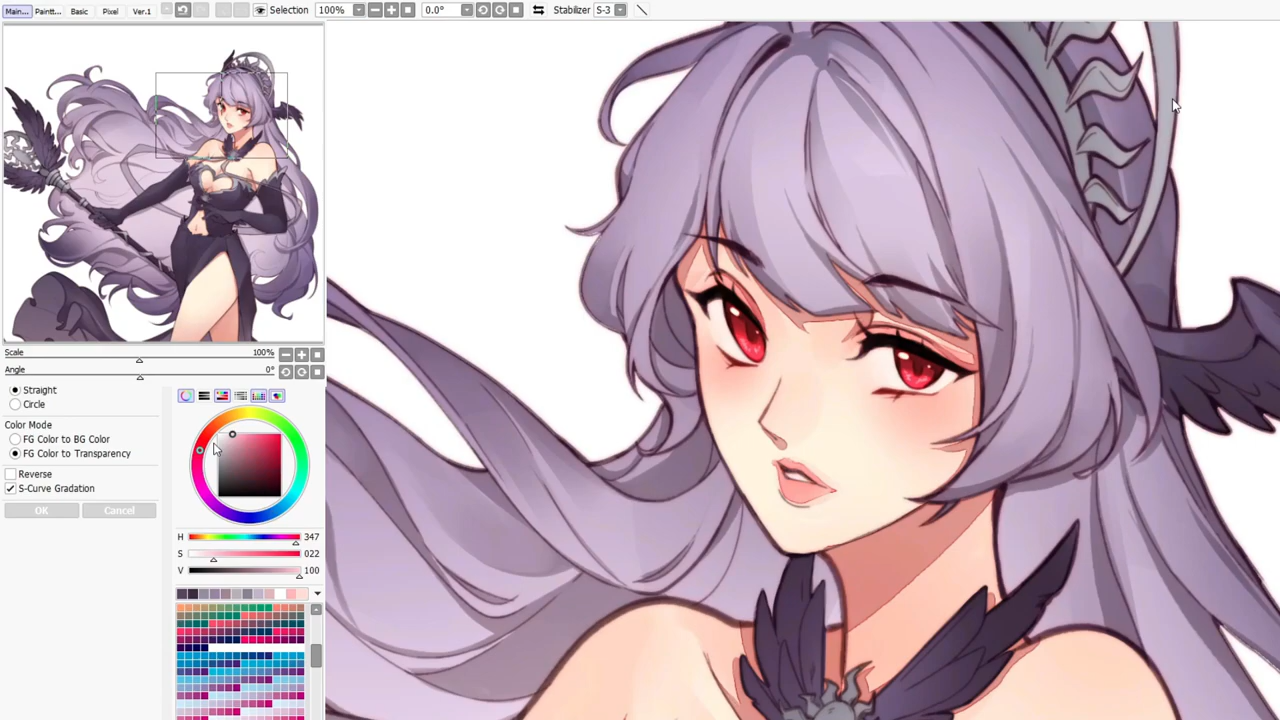 Main... Paintt... Basic Pixel Ver.1 Selection 100% 0.0° Stabilizer S-3
Scale 100%
Angle 0°
Straight
Circle
Color Mode
FG Color to BG Color
FG Color to Transparency
Reverse
S-Curve Gradation
OK Cancel
H 347
S 022
V 100